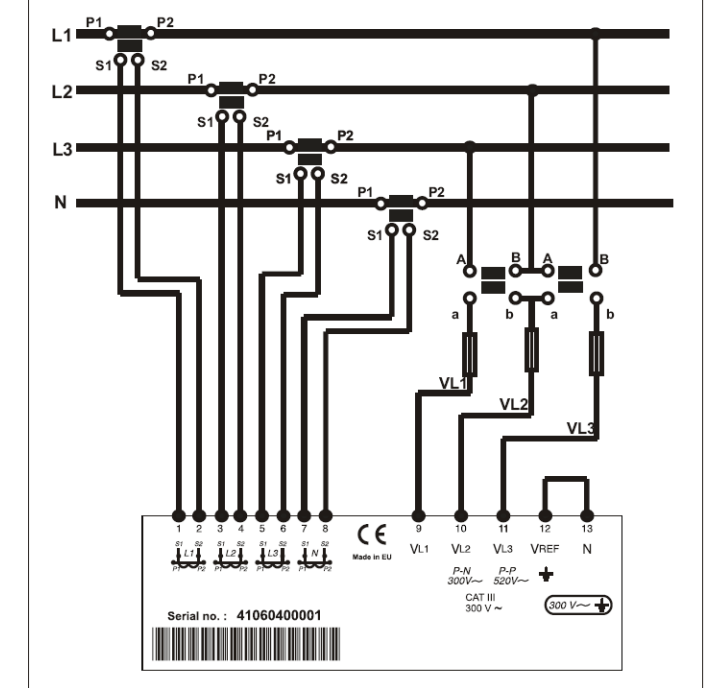 P1 P2
L1
S1 S2
P1 P2
L2
S1 S2
P1 P2
L3
S1 S2
P1 P2
N
S1 S2
A B A B
a b a b
VL1
VL2
VL3
1 2 3 4 5 6 7 8 9 10 11 12 13
S1 S2 S1 S2 S1 S2 S1 S2
L1 L2 L3 N
P1 P2 P1 P2 P1 P2 P1 P2
CE
Made in EU
VL1 VL2 VL3 VREF N
P-N P-P
300V~ 520V~
CAT III
300 V ~
300 V~
Serial no. : 41060400001